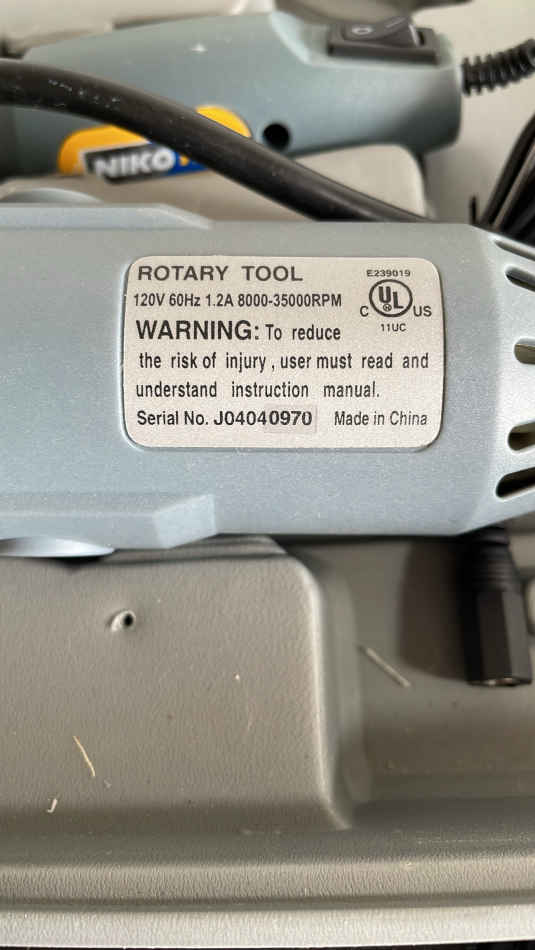 NIKO
ROTARY TOOL
E239019
120V 60Hz 1.2A 8000-35000RPM
C UL US
®
11UC
WARNING: To reduce
the risk of injury , user must read and
understand instruction manual.
Serial No. J04040970 Made in China